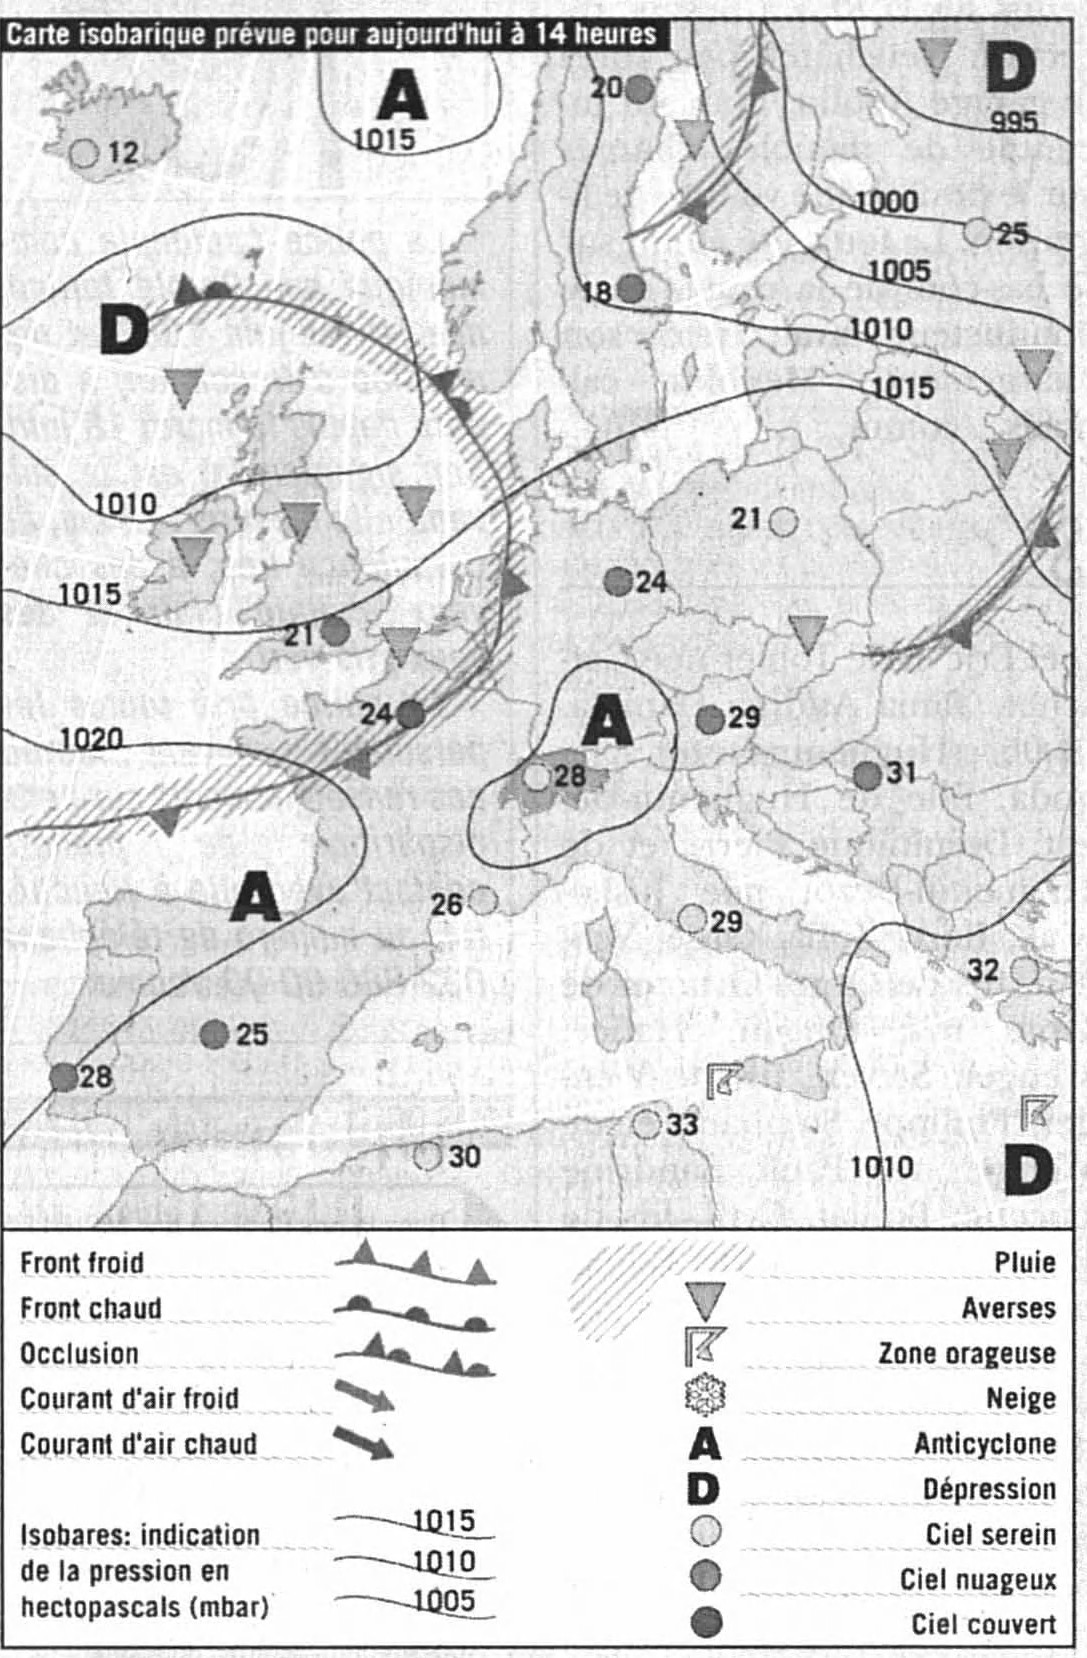 Carte isobarique prévue pour aujourd'hui à 14 heures
A
1015
20
D
995
12
1000
25
1005
18
1010
D
1015
1010
21
24
1015
21
24
A
29
1020
28
31
A
26
29
32
25
28
33
30
1010
D
Front froid
Front chaud
Occlusion
Courant d'air froid
Courant d'air chaud
Isobares: indication
de la pression en
hectopascals (mbar)
1015
1010
1005
Pluie
Averses
Zone orageuse
Neige
A Anticyclone
D Dépression
Ciel serein
Ciel nuageux
Ciel couvert